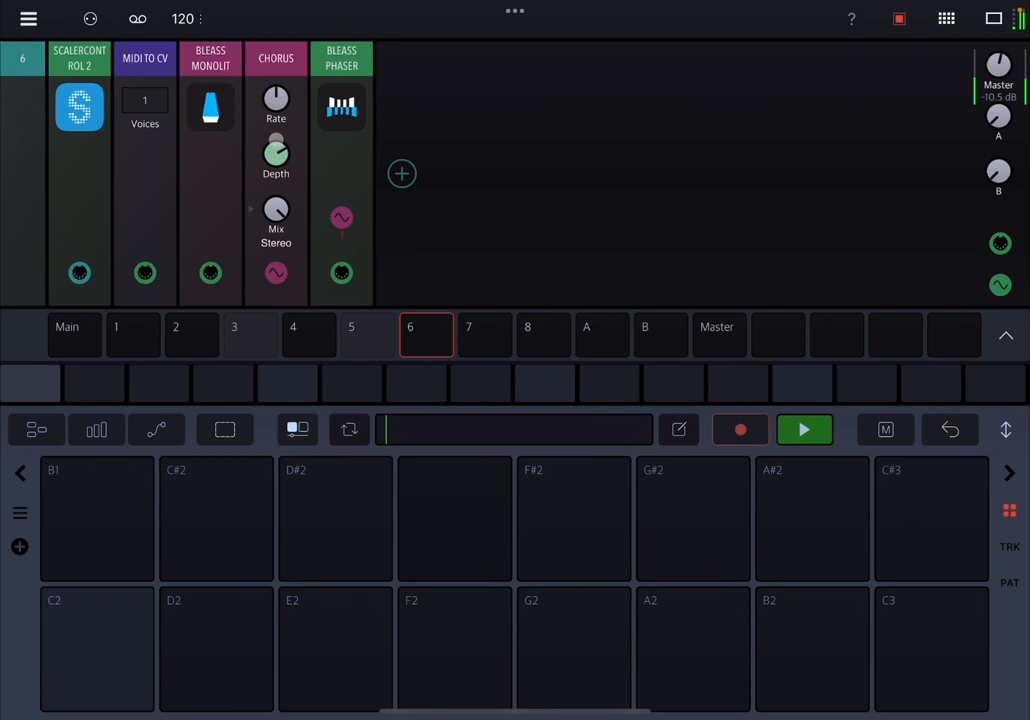 120
?
6
SCALERCONT
ROL 2
MIDI TO CV
BLEASS
MONOLIT
CHORUS
BLEASS
PHASER
1
Voices
Rate
Depth
Mix
Stereo
1
Master
-10.5 dB
A
B
Main
1
2
3
4
5
6
7
8
A
B
Master
M
B1
C#2
D#2
F#2
G#2
A#2
C#3
TRK
PAT
C2
D2
E2
F2
G2
A2
B2
C3